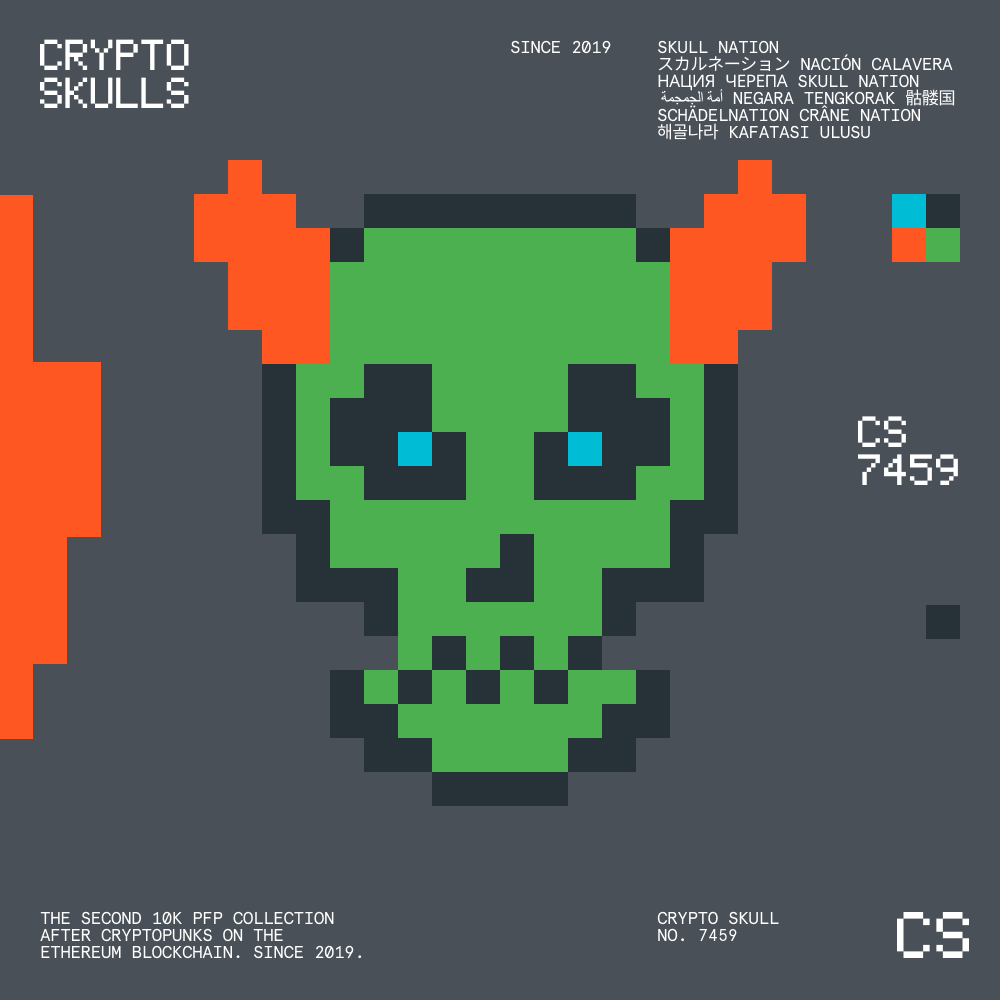 CRYPTO
SKULLS
SINCE 2019
SKULL NATION
スカルネーション NACIÓN CALAVERA
НАЦИЯ ЧЕРЕПА SKULL NATION
أمة الجمجمة NEGARA TENGKORAK 骷髅国
SCHÄDELNATION CRÂNE NATION
해골나라 KAFATASI ULUSU
CS
7459
THE SECOND 10K PFP COLLECTION
AFTER CRYPTOPUNKS ON THE
ETHEREUM BLOCKCHAIN. SINCE 2019.
CRYPTO SKULL
NO. 7459
CS